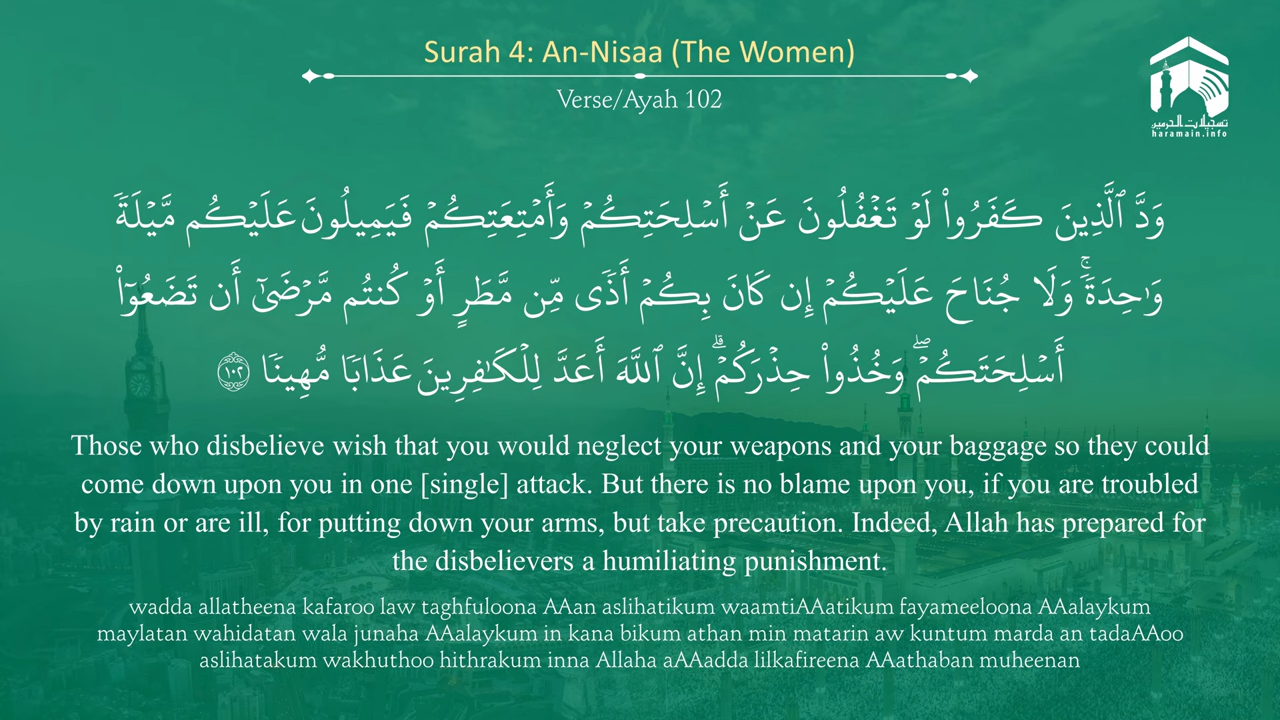 Surah 4: An-Nisaa (The Women)
Verse/Ayah 102
تسجيلات الحرمين
haramain.info
وَدَّ ٱلَّذِينَ كَفَرُوا۟ لَوْ تَغْفُلُونَ عَنْ أَسْلِحَتِكُمْ وَأَمْتِعَتِكُمْ فَيَمِيلُونَ عَلَيْكُم مَّيْلَةً
وَٰحِدَةً ۚ وَلَا جُنَاحَ عَلَيْكُمْ إِن كَانَ بِكُمْ أَذًى مِّن مَّطَرٍ أَوْ كُنتُم مَّرْضَىٰٓ أَن تَضَعُوٓا۟
أَسْلِحَتَكُمْ ۖ وَخُذُوا۟ حِذْرَكُمْ ۗ إِنَّ ٱللَّهَ أَعَدَّ لِلْكَـٰفِرِينَ عَذَابًا مُّهِينًا ١٠٢
Those who disbelieve wish that you would neglect your weapons and your baggage so they could
come down upon you in one [single] attack. But there is no blame upon you, if you are troubled
by rain or are ill, for putting down your arms, but take precaution. Indeed, Allah has prepared for
the disbelievers a humiliating punishment.
wadda allatheena kafaroo law taghfuloona AAan aslihatikum waamtiAAatikum fayameeloona AAalaykum
maylatan wahidatan wala junaha AAalaykum in kana bikum athan min matarin aw kuntum marda an tadaAAoo
aslihatakum wakhuthoo hithrakum inna Allaha aAAadda lilkafireena AAathaban muheenan